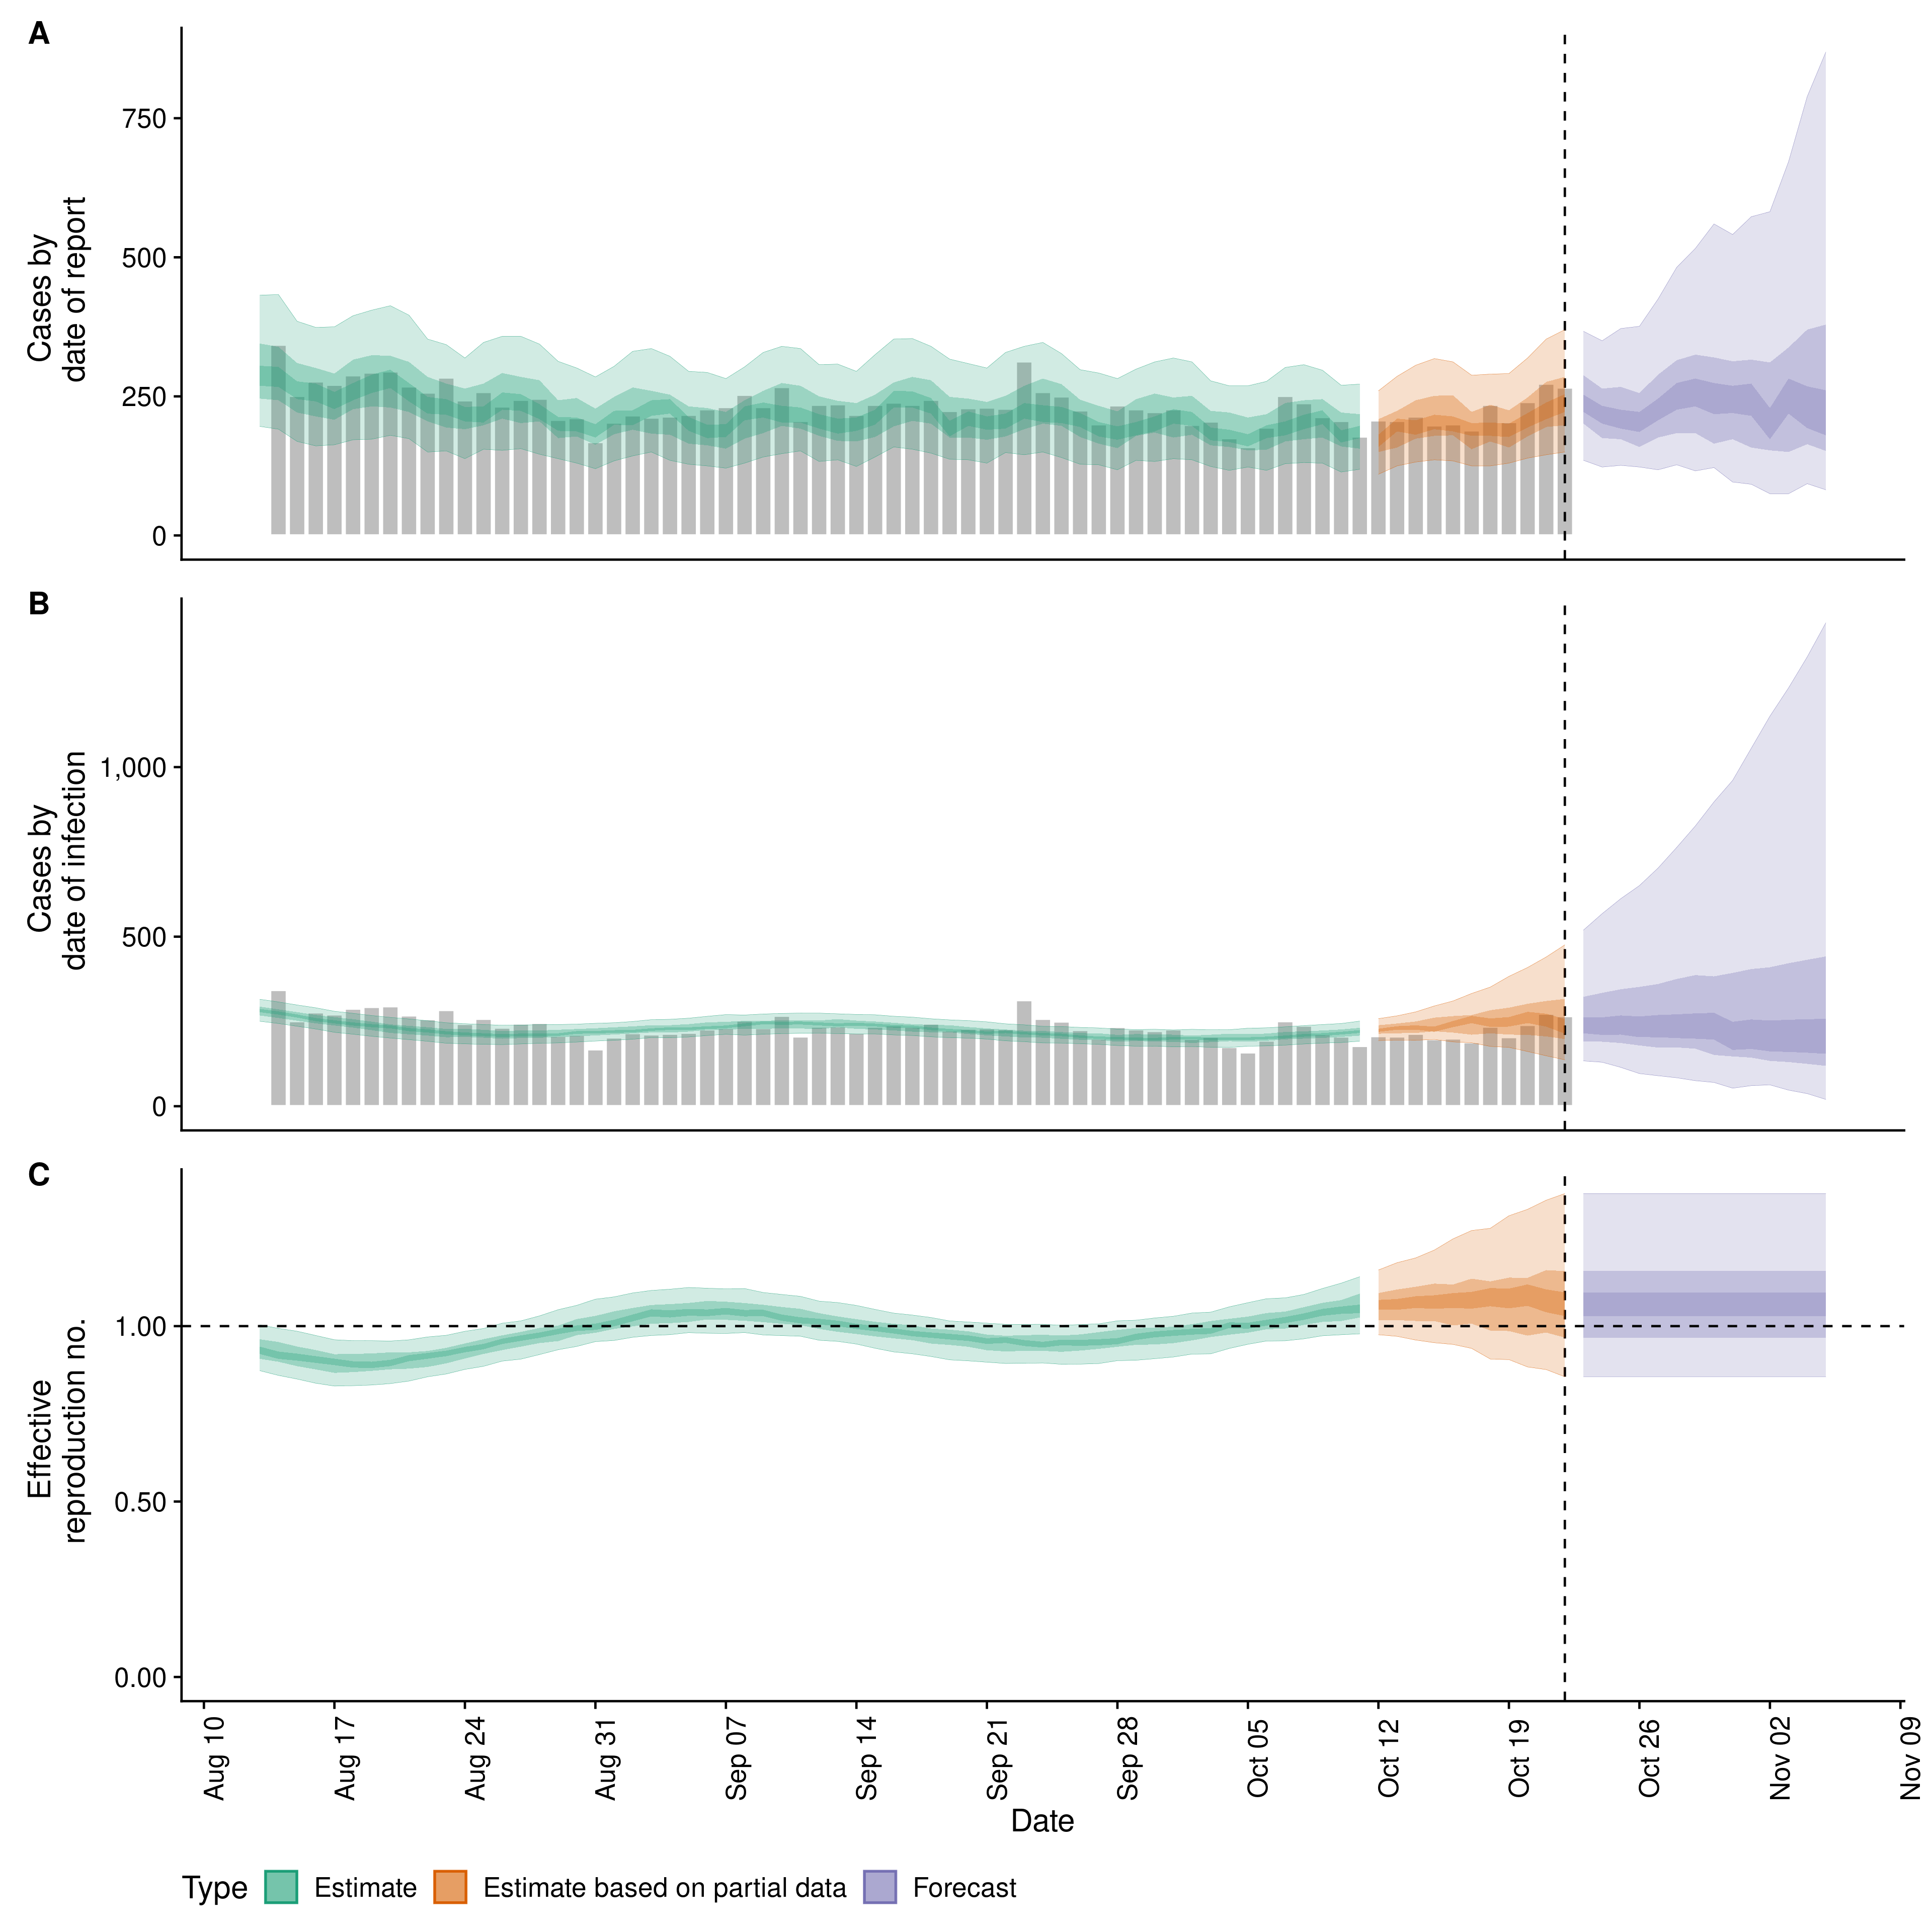 A
Cases by
date of report
750
500
250
0
B
Cases by
date of infection
1,000
500
0
C
Effective
reproduction no.
1.00
0.50
0.00
Aug 10
Aug 17
Aug 24
Aug 31
Sep 07
Sep 14
Sep 21
Sep 28
Oct 05
Oct 12
Oct 19
Oct 26
Nov 02
Nov 09
Date
Type Estimate Estimate based on partial data Forecast